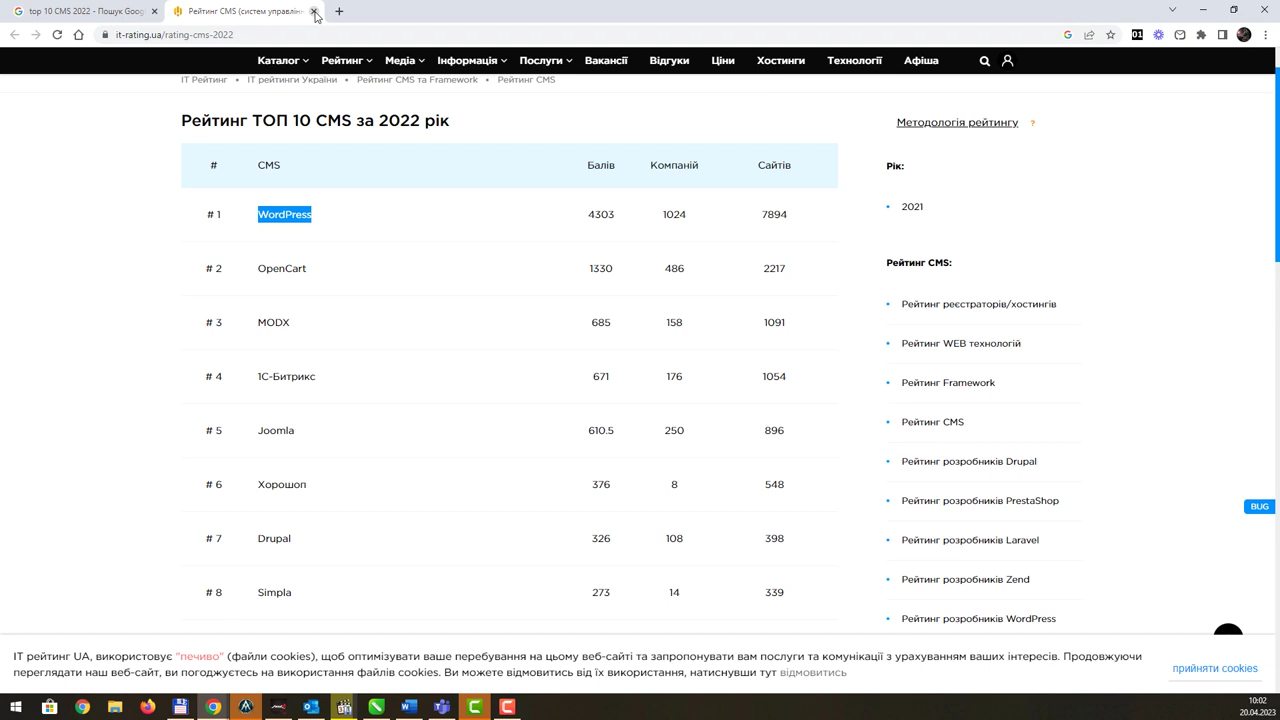 top 10 CMS 2022 - Пошук Goog
Рейтинг CMS (систем управлін
it-rating.ua/rating-cms-2022
Каталог Рейтинг Медіа Інформація Послуги Вакансії Відгуки Ціни Хостинги Технології Афіша
IT Рейтинг • IT рейтинги України • Рейтинг CMS та Framework • Рейтинг CMS
Рейтинг ТОП 10 CMS за 2022 рік
# CMS Балів Компаній Сайтів
# 1 WordPress 4303 1024 7894
# 2 OpenCart 1330 486 2217
# 3 MODX 685 158 1091
# 4 1С-Битрикс 671 176 1054
# 5 Joomla 610.5 250 896
# 6 Хорошоп 376 8 548
# 7 Drupal 326 108 398
# 8 Simpla 273 14 339
Методологія рейтингу ?
Рік:
2021
Рейтинг CMS:
Рейтинг реєстраторів/хостингів
Рейтинг WEB технологій
Рейтинг Framework
Рейтинг CMS
Рейтинг розробників Drupal
Рейтинг розробників PrestaShop
Рейтинг розробників Laravel
Рейтинг розробників Zend
Рейтинг розробників WordPress
BUG
IT рейтинг UA, використовує "печиво" (файли cookies), щоб оптимізувати ваше перебування на цьому веб-сайті та запропонувати вам послуги та комунікації з урахуванням ваших інтересів. Продовжуючи
переглядати наш веб-сайт, ви погоджуєтесь на використання файлів cookies. Ви можете відмовитись від їх використання, натиснувши тут відмовитись
прийняти cookies
10:02
20.04.2023